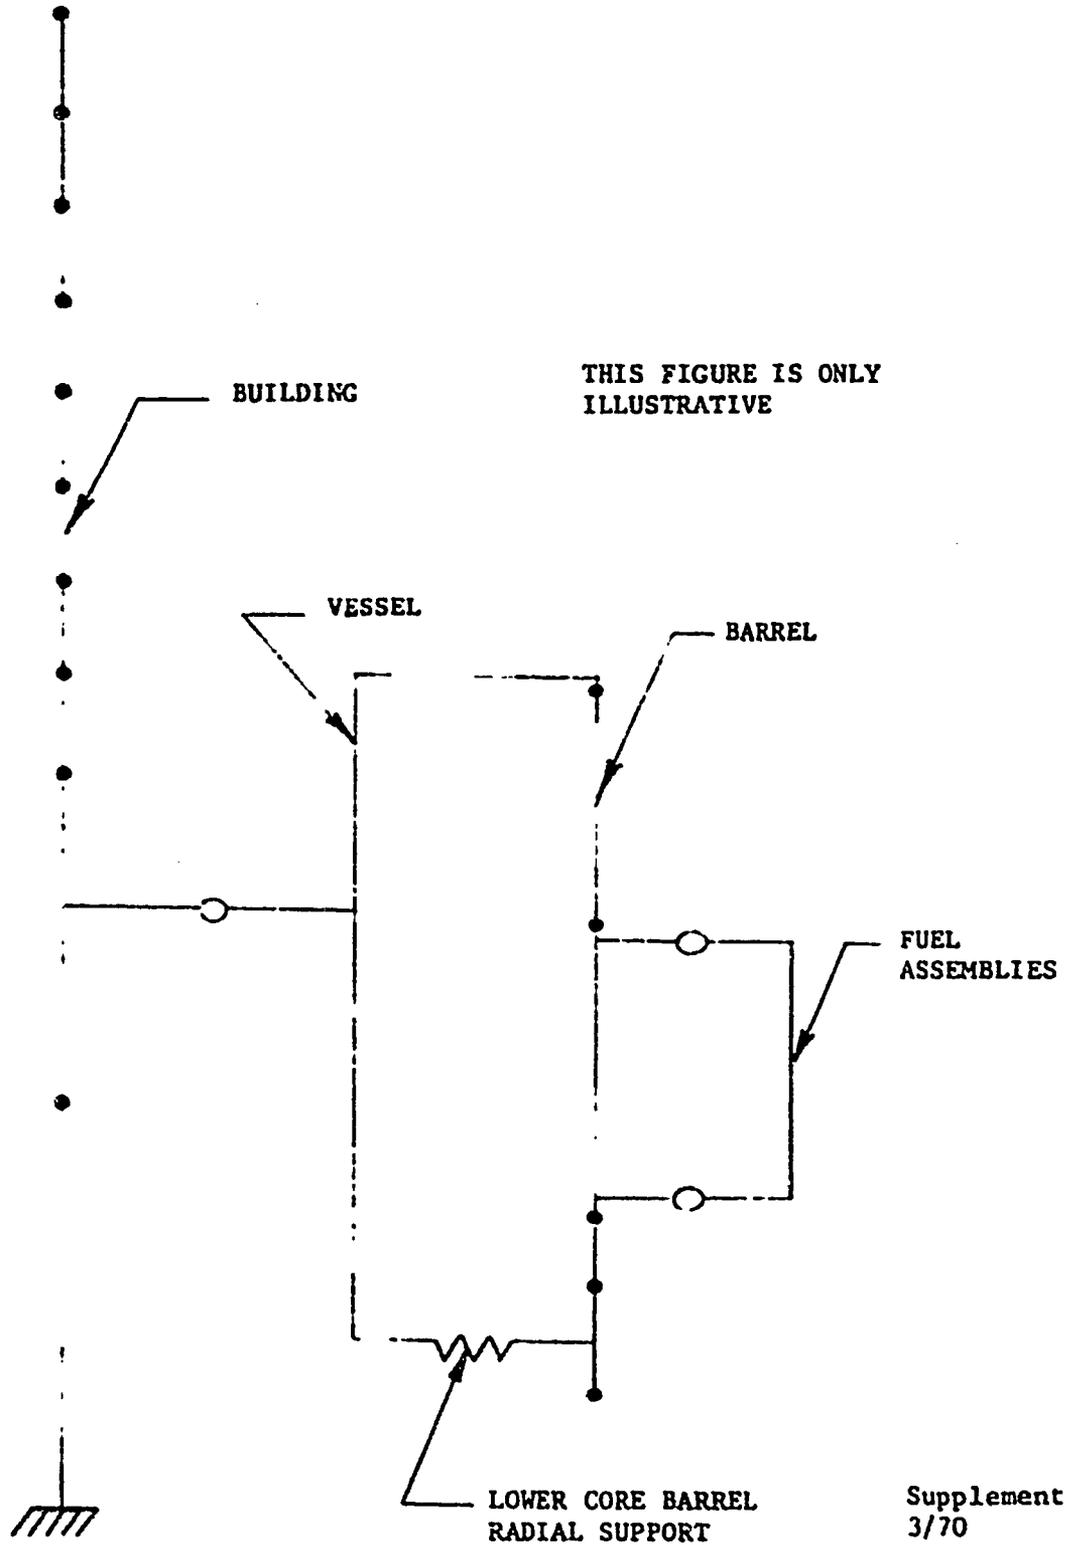 BUILDING
THIS FIGURE IS ONLY
ILLUSTRATIVE
VESSEL
BARREL
FUEL
ASSEMBLIES
LOWER CORE BARREL
RADIAL SUPPORT
Supplement
3/70